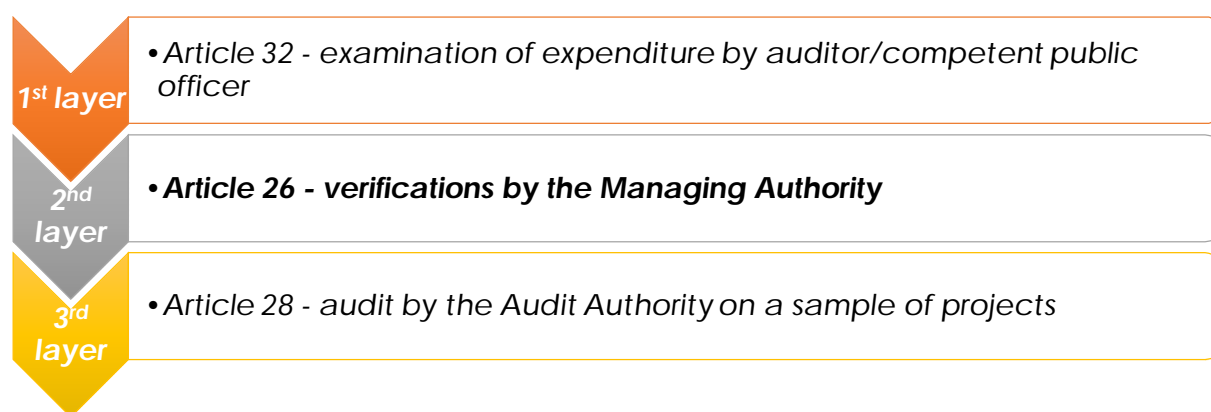 1st layer
• Article 32 - examination of expenditure by auditor/competent public
officer
2nd
layer
• Article 26 - verifications by the Managing Authority
3rd
layer
• Article 28 - audit by the Audit Authority on a sample of projects